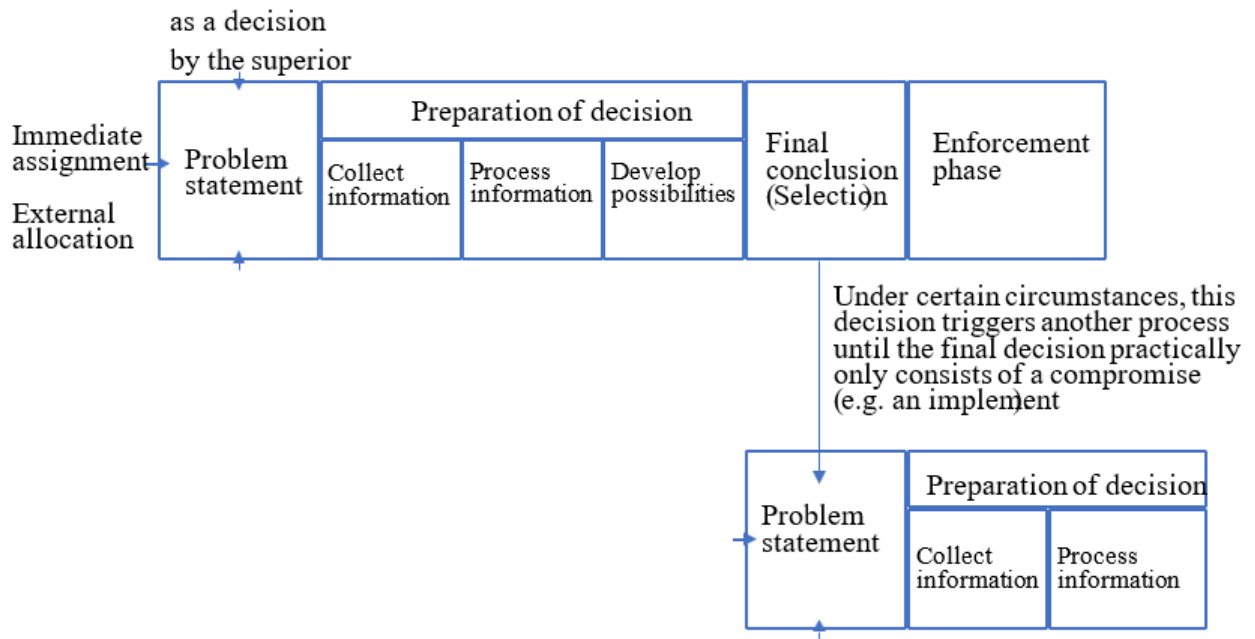 as a decision
by the superior
Immediate
assignment
External
allocation
Problem
statement
Preparation of decision
Collect
information
Process
information
Develop
possibilities
Final
conclusion
(Selection)
Enforcement
phase
Under certain circumstances, this
decision triggers another process
until the final decision practically
only consists of a compromise
(e.g. an implement)
Problem
statement
Preparation of decision
Collect
information
Process
information